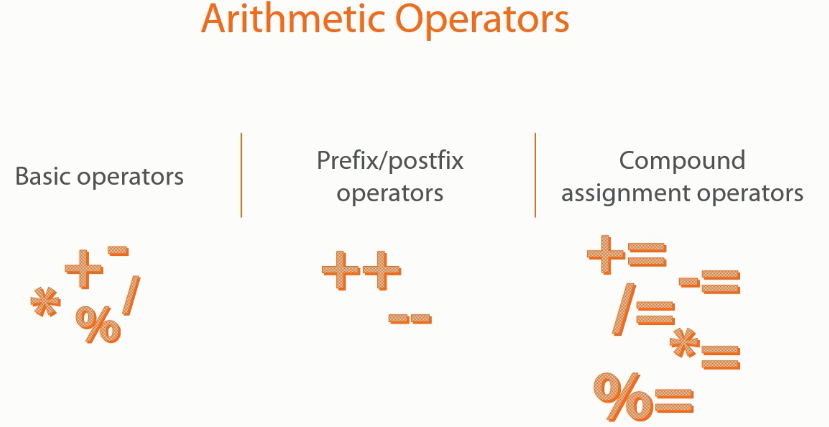 Arithmetic Operators
Basic operators
Prefix/postfix
operators
Compound
assignment operators
+ -
* % /
++
--
+=
-=
/=
*=
%=